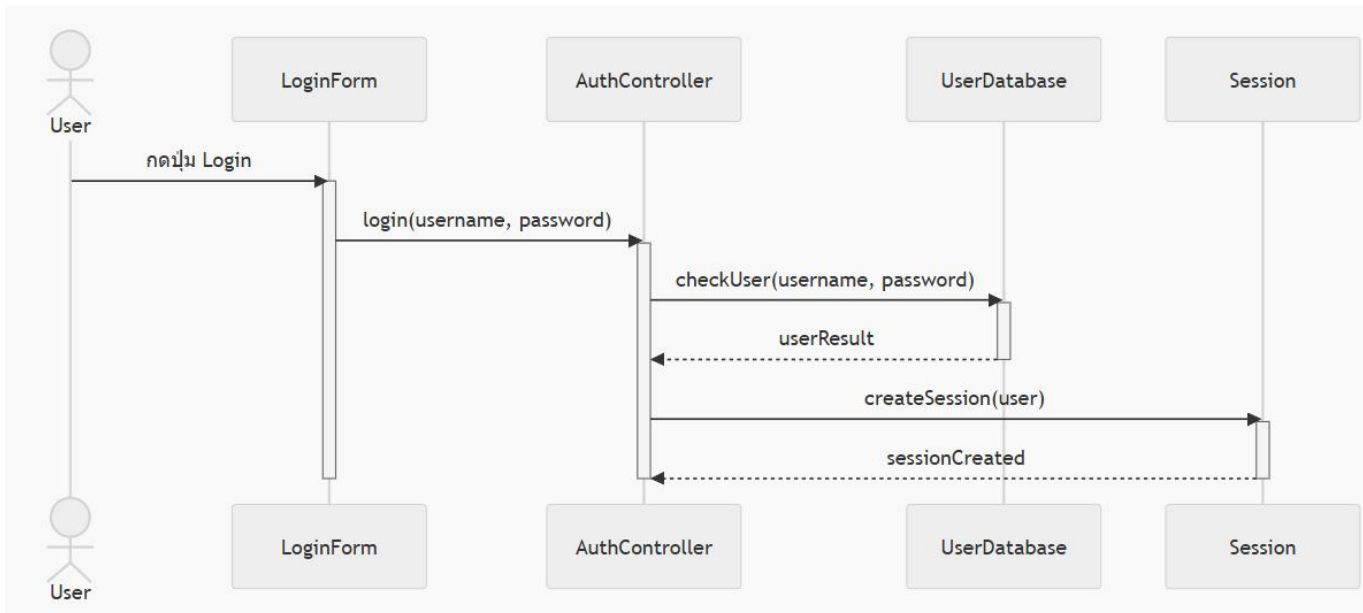 User
LoginForm
AuthController
UserDatabase
Session
กดปุ่ม Login
login(username, password)
checkUser(username, password)
userResult
createSession(user)
sessionCreated
User
LoginForm
AuthController
UserDatabase
Session